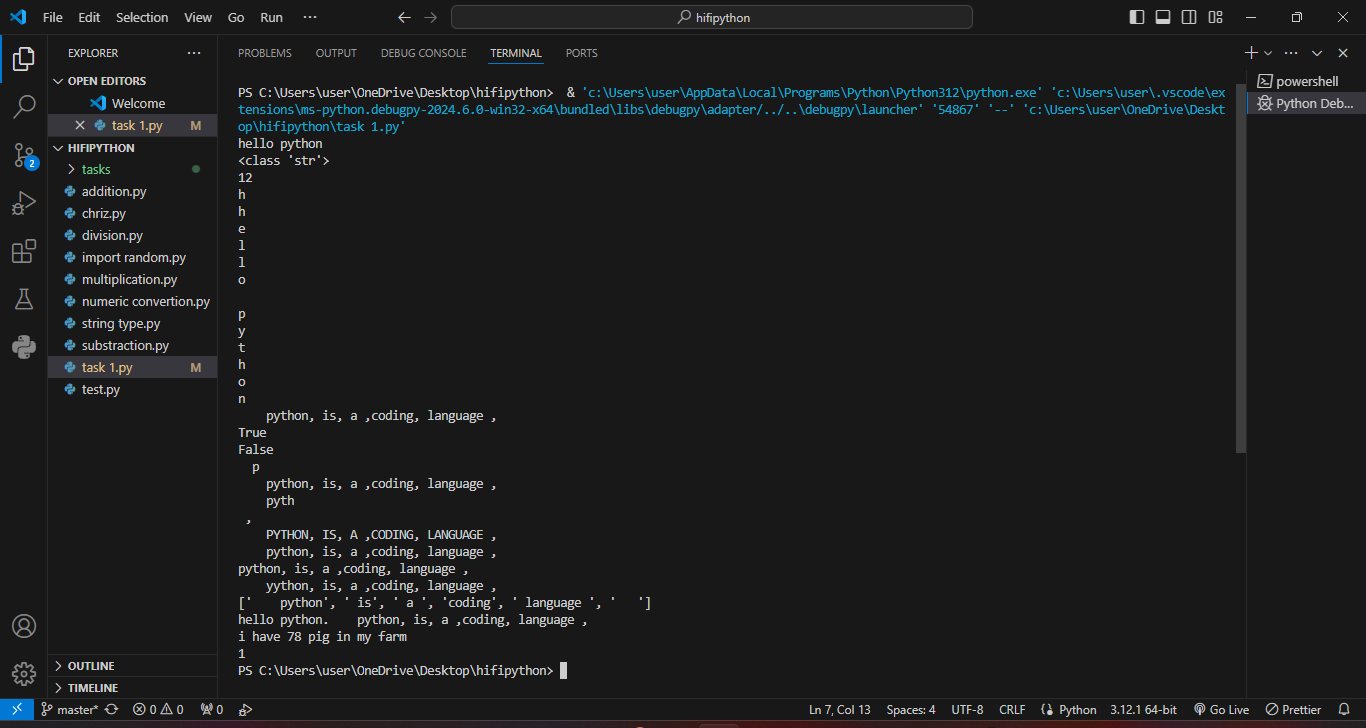 File Edit Selection View Go Run ··· hifipython
EXPLORER ···
OPEN EDITORS
Welcome
task 1.py M
HIFIPYTHON
tasks
addition.py
chriz.py
division.py
import random.py
multiplication.py
numeric convertion.py
string type.py
substraction.py
task 1.py M
test.py
OUTLINE
TIMELINE
PROBLEMS OUTPUT DEBUG CONSOLE TERMINAL PORTS
PS C:\Users\user\OneDrive\Desktop\hifipython>  & 'c:\Users\user\AppData\Local\Programs\Python\Python312\python.exe' 'c:\Users\user\.vscode\ex
tensions\ms-python.debugpy-2024.6.0-win32-x64\bundled\libs\debugpy\adapter/../..\debugpy\launcher' '54867' '--' 'c:\Users\user\OneDrive\Deskt
op\hifipython\task 1.py'
hello python
<class 'str'>
12
h
h
e
l
l
o
p
y
t
h
o
n
    python, is, a ,coding, language ,
True
False
  p
    python, is, a ,coding, language ,
    pyth
 ,
    PYTHON, IS, A ,CODING, LANGUAGE ,
    python, is, a ,coding, language ,
python, is, a ,coding, language ,
    yython, is, a ,coding, language ,
['    python', ' is', ' a ', 'coding', ' language ', '   ']
hello python.    python, is, a ,coding, language ,
i have 78 pig in my farm
1
PS C:\Users\user\OneDrive\Desktop\hifipython>
powershell
Python Deb...
2
master* 0 0 0 Ln 7, Col 13 Spaces: 4 UTF-8 CRLF Python 3.12.1 64-bit Go Live Prettier